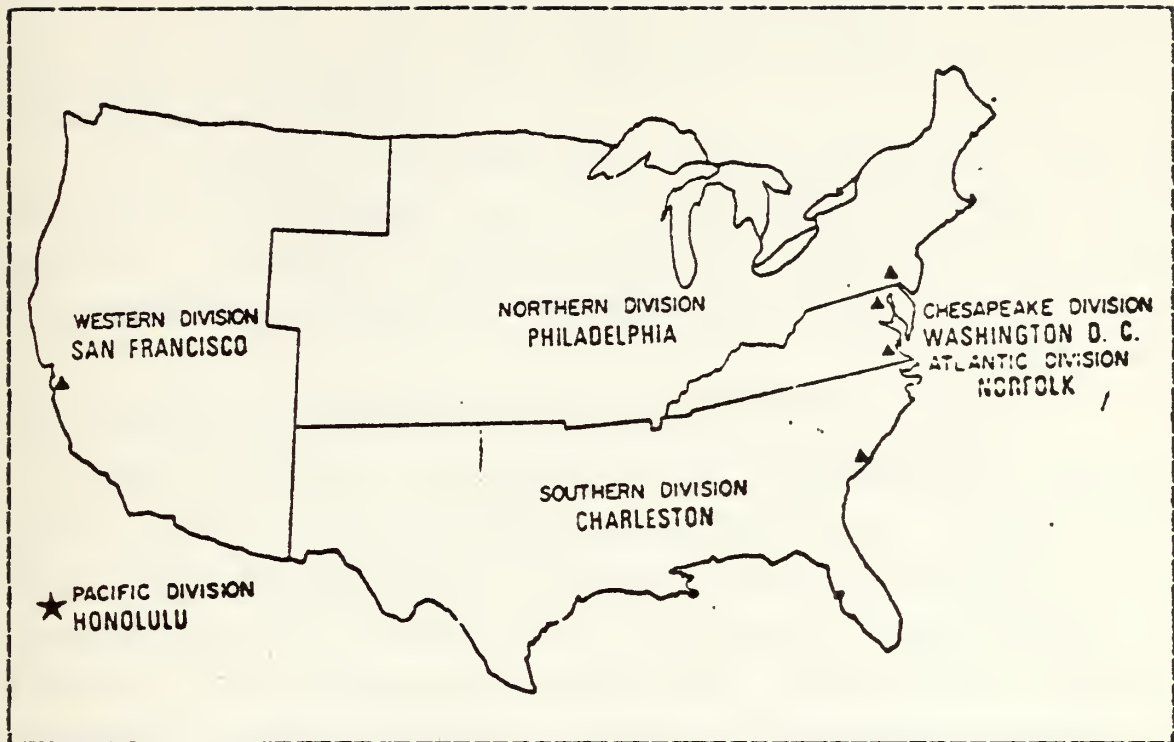 WESTERN DIVISION
SAN FRANCISCO
NORTHERN DIVISION
PHILADELPHIA
CHESAPEAKE DIVISION
WASHINGTON D. C.
ATLANTIC DIVISION
NORFOLK
SOUTHERN DIVISION
CHARLESTON
PACIFIC DIVISION
HONOLULU